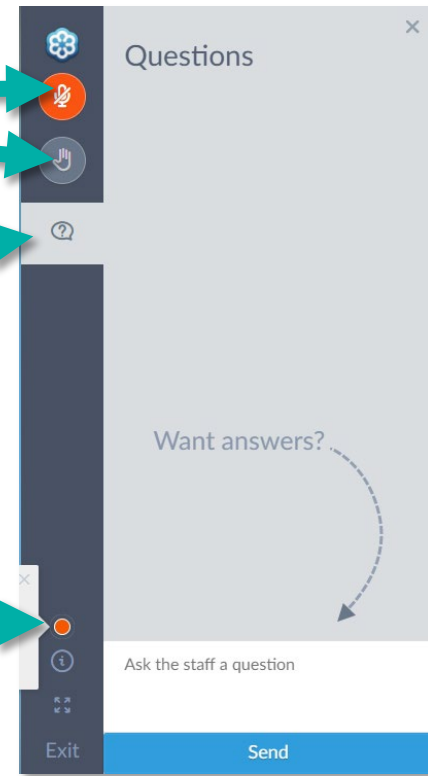 Questions
Want answers?
Ask the staff a question
Exit
Send